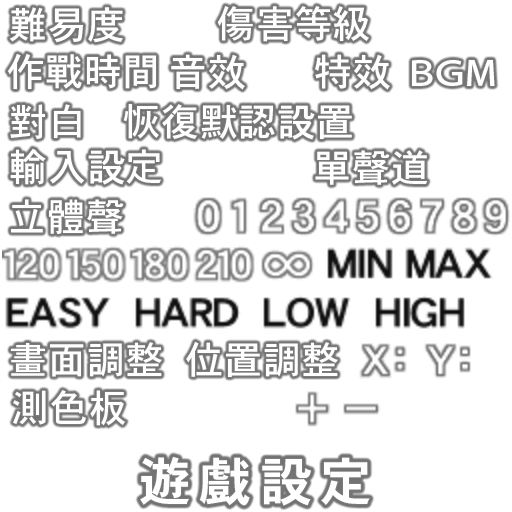 難易度 傷害等級
作戰時間 音效 特效 BGM
對白 恢復默認設置
輸入設定 單聲道
立體聲 0123456789
120 150 180 210 ∞ MIN MAX
EASY HARD LOW HIGH
畫面調整 位置調整 X: Y:
測色板 + －
遊戲設定